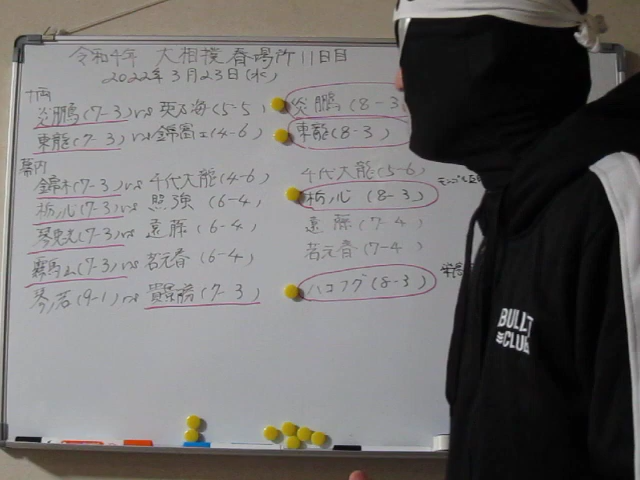 令和4年 大相撲 春場所 11日目
2022年3月23日(水)
十両
炎鵬(7-3) vs 英乃海(5-5) 炎鵬(8-3
東龍(7-3) vs 錦富士(4-6) 東龍(8-3)
幕内
錦木(7-3) vs 千代大龍(4-6) 千代大龍(5-6)
栃ノ心(7-3) vs 照強(6-4) 栃ノ心(8-3)
琴恵光(7-3) vs 遠藤(6-4) 遠藤(7-4)
霧馬山(7-3) vs 若元春(6-4) 若元春(7-4)
琴ノ若(9-1) vs 貴景勝(7-3) ハコフグ(8-3)
BULLET
CLUB